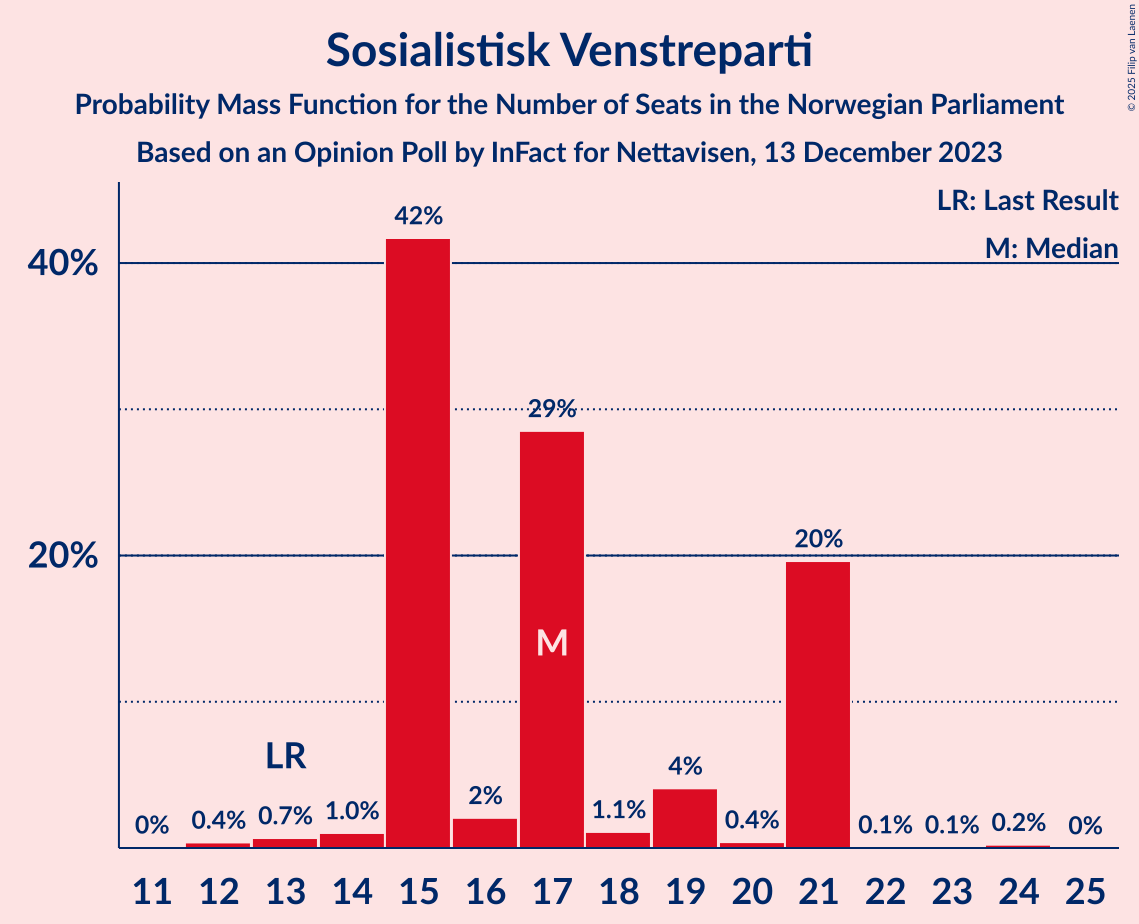 Sosialistisk Venstreparti
Probability Mass Function for the Number of Seats in the Norwegian Parliament
Based on an Opinion Poll by InFact for Nettavisen, 13 December 2023
© 2025 Filip van Laenen
LR: Last Result
M: Median
40%
20%
0%
0.4%
0.7%
LR
1.0%
42%
2%
29%
M
1.1%
4%
0.4%
20%
0.1%
0.1%
0.2%
0%
11 12 13 14 15 16 17 18 19 20 21 22 23 24 25